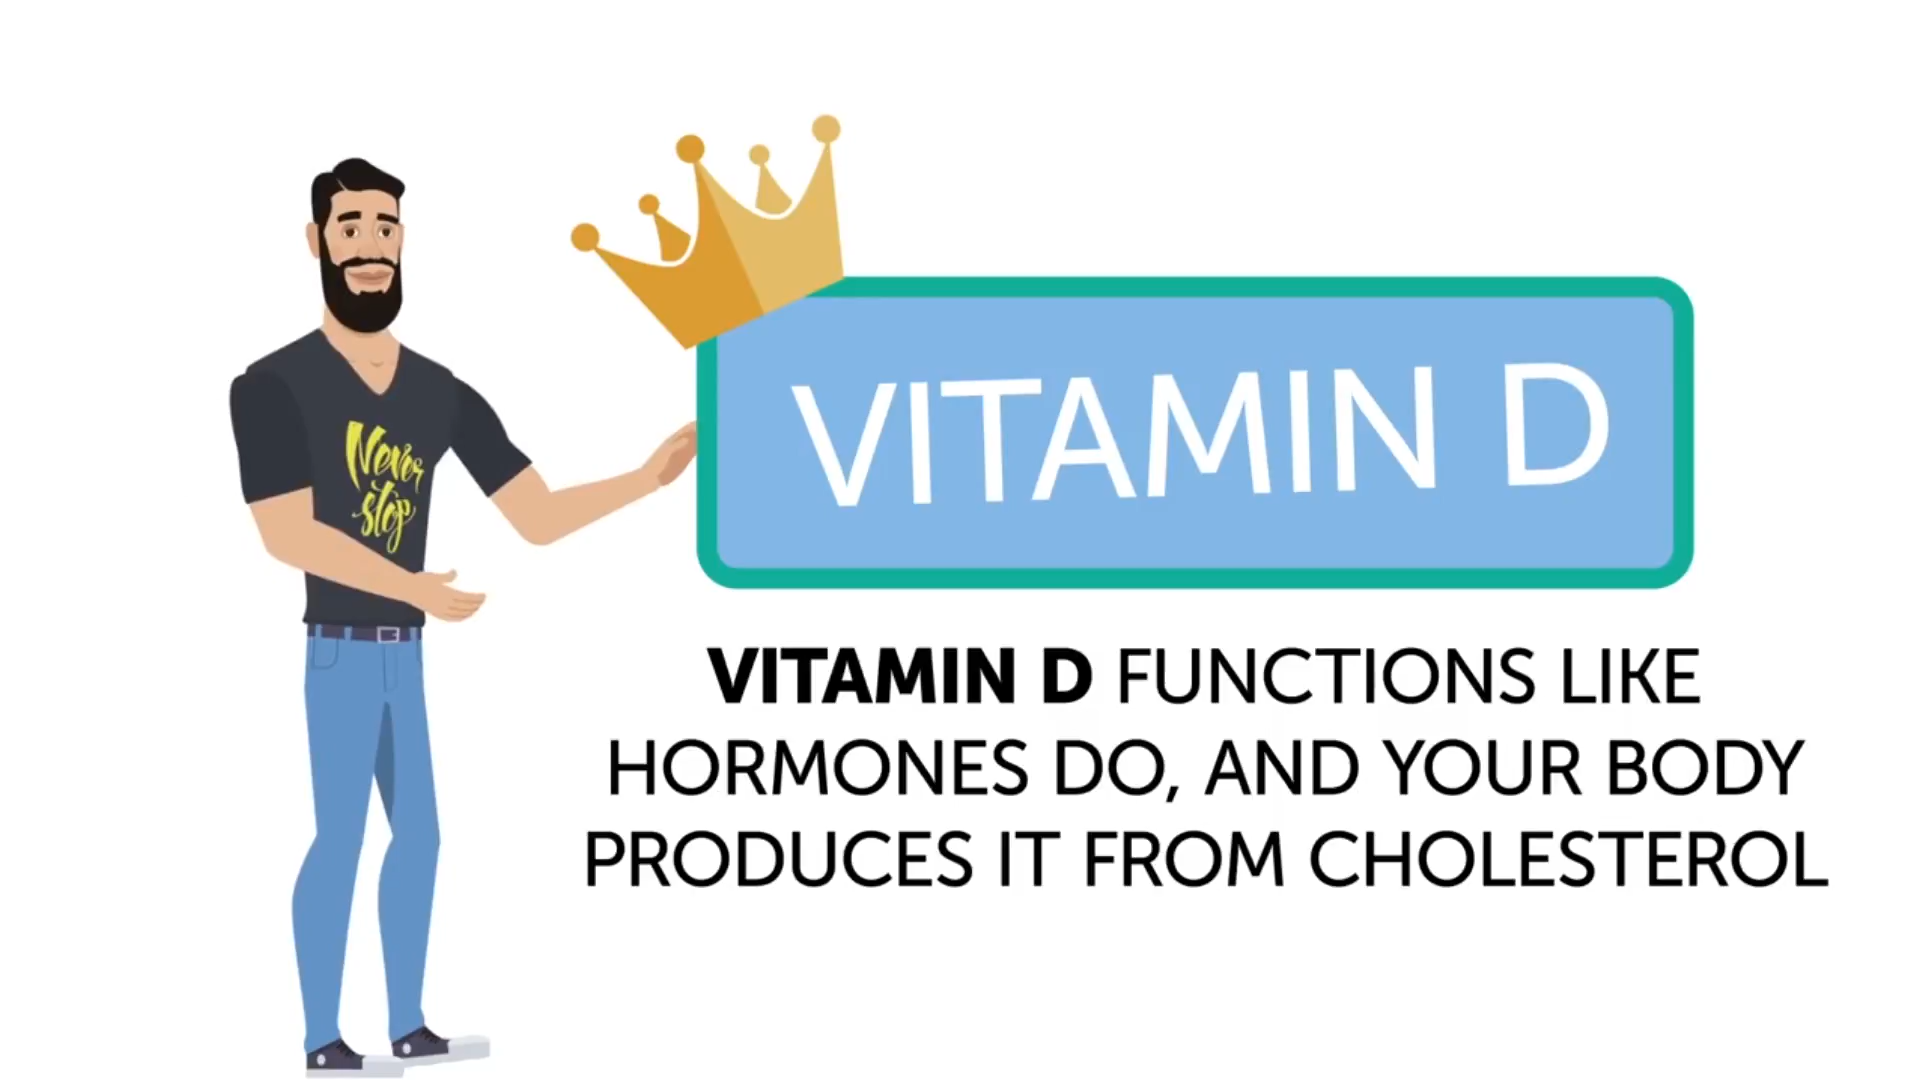 Never
stop
VITAMIN D
VITAMIN D FUNCTIONS LIKE
HORMONES DO, AND YOUR BODY
PRODUCES IT FROM CHOLESTEROL